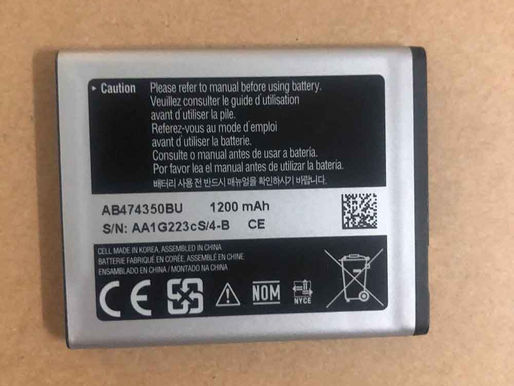 ▸ Caution
Please refer to manual before using battery.
Veuillez consulter le guide d'utilisation
avant d'utiliser la pile.
Referez-vous au mode d'emploi
avant d'utiliser la batterie.
Consulte o manual antes de usar a bateria.
Por favor lea el manual antes de utilizar la batería.
배터리 사용 전 반드시 매뉴얼을 확인하시기 바랍니다.
AB474350BU 1200 mAh
S/N: AA1G223cS/4-B CE
CELL MADE IN KOREA, ASSEMBLED IN CHINA
BATTERIE FABRIQUÉ EN CORÉE, ASSEMBLÉ EN CHINE
ENSAMBLADO EN CHINA / MONTADO NA CHINA
CE NOM NYCE